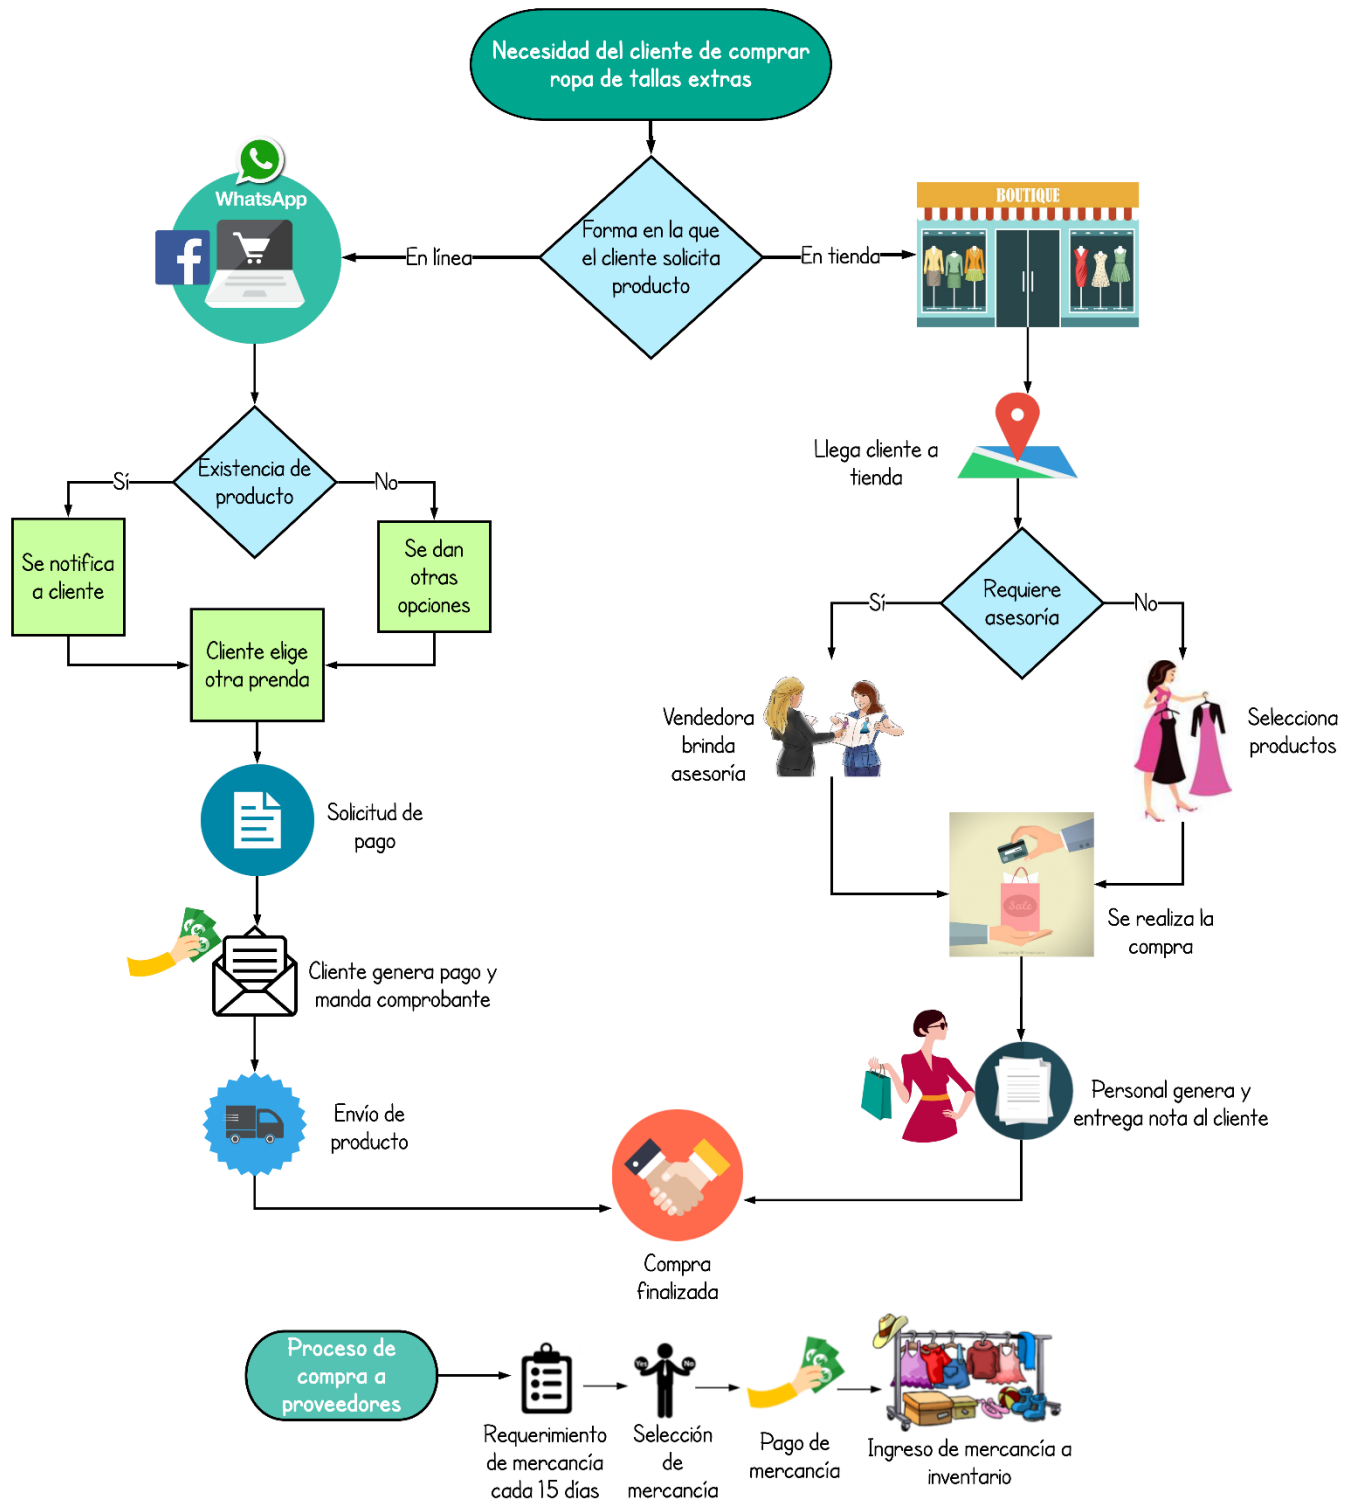 Necesidad del cliente de comprar
ropa de tallas extras
WhatsApp
BOUTIQUE
Forma en la que
el cliente solicita
producto
En línea
En tienda
Existencia de
producto
Sí
No
Llega cliente a
tienda
Se notifica
a cliente
Se dan
otras
opciones
Requiere
asesoría
Sí
No
Cliente elige
otra prenda
Vendedora
brinda
asesoría
Selecciona
productos
Solicitud de
pago
Sale
Se realiza la
compra
Cliente genera pago y
manda comprobante
Envío de
producto
Personal genera y
entrega nota al cliente
Compra
finalizada
Proceso de
compra a
proveedores
Yes
No
Requerimiento
de mercancía
cada 15 días
Selección
de
mercancía
Pago de
mercancía
Ingreso de mercancía a
inventario